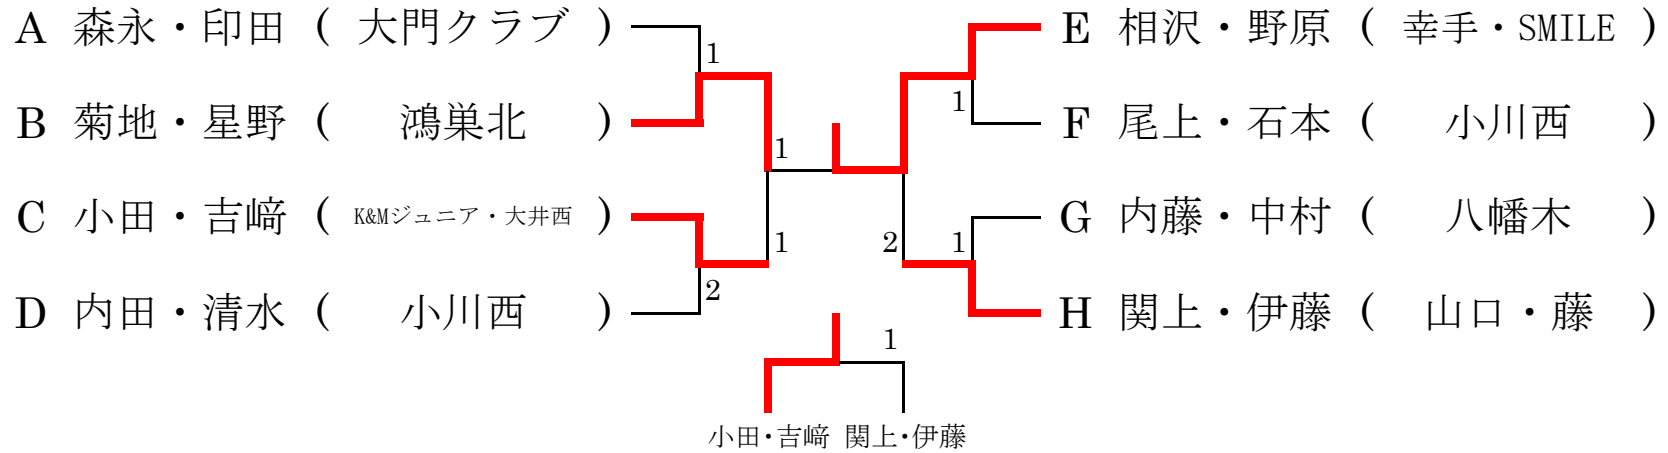 A 森永・印田 ( 大門クラブ ) E 相沢・野原 ( 幸手・SMILE )
1
1
B 菊地・星野 ( 鴻巣北 ) F 尾上・石本 ( 小川西 )
1
C 小田・吉﨑 ( K&Mジュニア・大井西 ) G 内藤・中村 ( 八幡木 )
1 2 1
2
D 内田・清水 ( 小川西 ) H 関上・伊藤 ( 山口・藤 )
1
小田・吉﨑 関上・伊藤